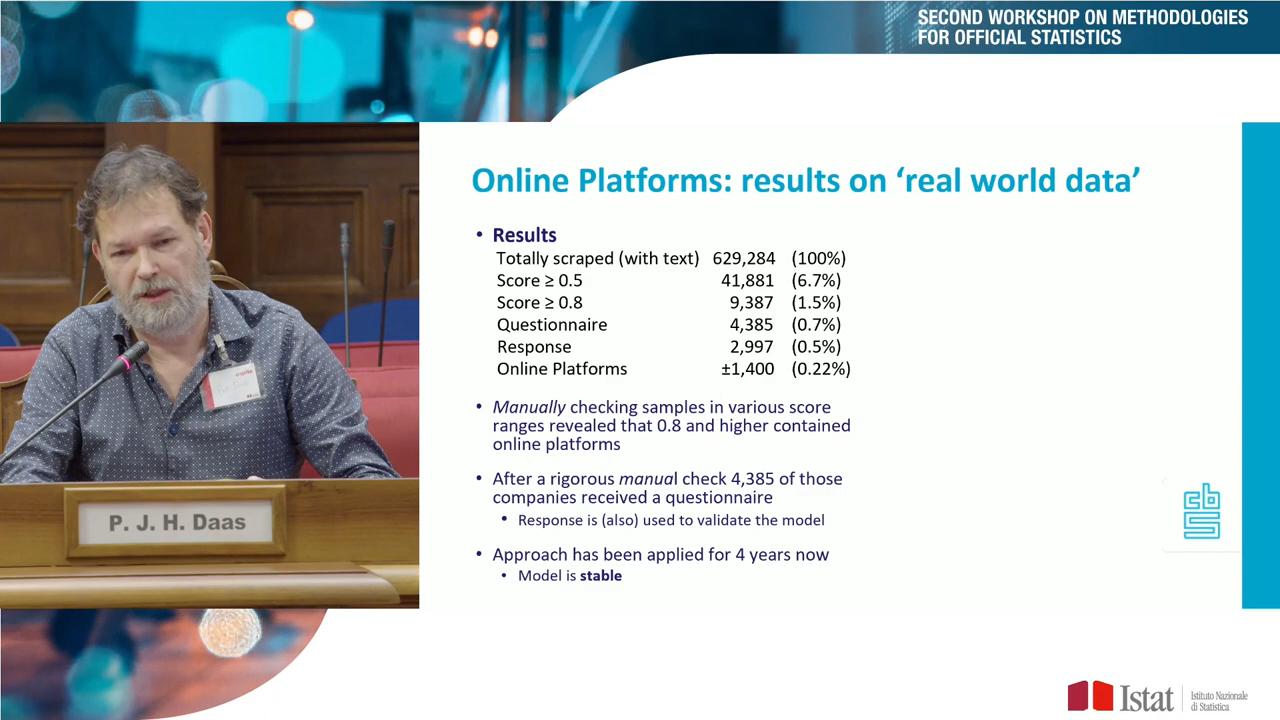 SECOND WORKSHOP ON METHODOLOGIES
FOR OFFICIAL STATISTICS
Online Platforms: results on ‘real world data’
• Results
Totally scraped (with text) 629,284 (100%)
Score ≥ 0.5 41,881 (6.7%)
Score ≥ 0.8 9,387 (1.5%)
Questionnaire 4,385 (0.7%)
Response 2,997 (0.5%)
Online Platforms ±1,400 (0.22%)
• Manually checking samples in various score
ranges revealed that 0.8 and higher contained
online platforms
• After a rigorous manual check 4,385 of those
companies received a questionnaire
• Response is (also) used to validate the model
• Approach has been applied for 4 years now
• Model is stable
P. J. H. Daas
cbs
Istat
Istituto Nazionale
di Statistica